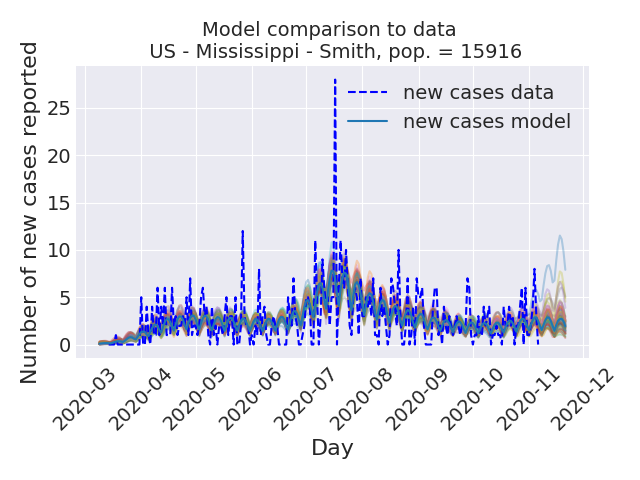 Model comparison to data
US - Mississippi - Smith, pop. = 15916
Number of new cases reported
25
20
15
10
5
0
new cases data
new cases model
2020-03
2020-04
2020-05
2020-06
2020-07
2020-08
2020-09
2020-10
2020-11
2020-12
Day